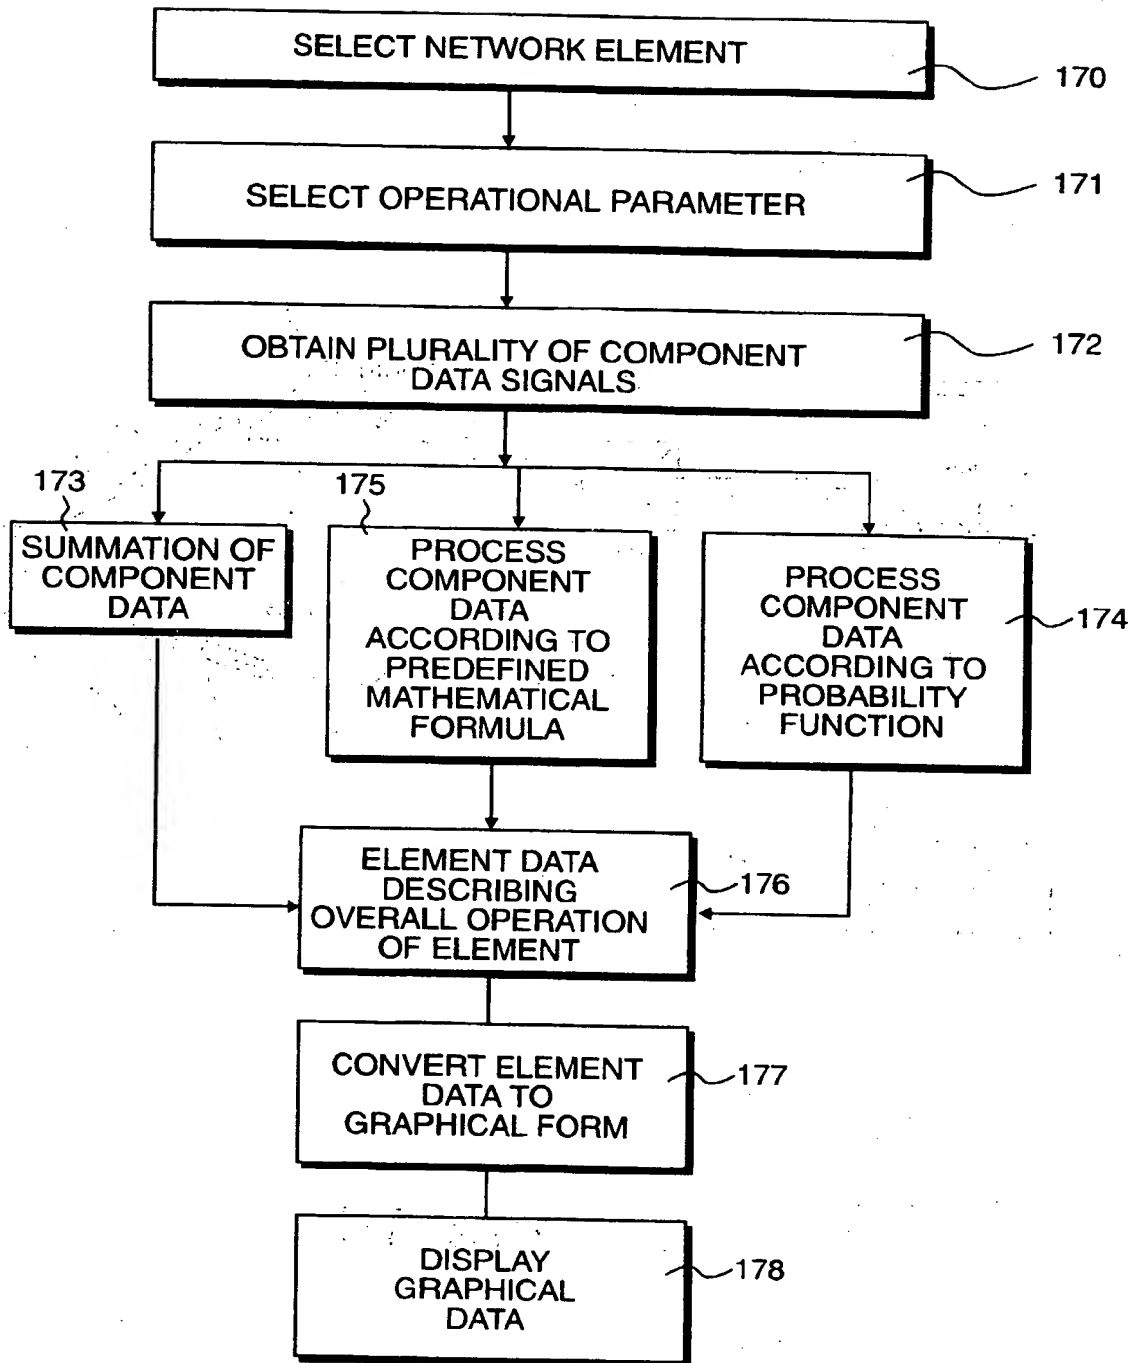 SELECT NETWORK ELEMENT
170
SELECT OPERATIONAL PARAMETER
171
OBTAIN PLURALITY OF COMPONENT
DATA SIGNALS
172
173
SUMMATION OF
COMPONENT
DATA
175
PROCESS
COMPONENT
DATA
ACCORDING TO
PREDEFINED
MATHEMATICAL
FORMULA
PROCESS
COMPONENT
DATA
ACCORDING TO
PROBABILITY
FUNCTION
174
ELEMENT DATA
DESCRIBING
OVERALL OPERATION
OF ELEMENT
176
CONVERT ELEMENT
DATA TO
GRAPHICAL FORM
177
DISPLAY
GRAPHICAL
DATA
178